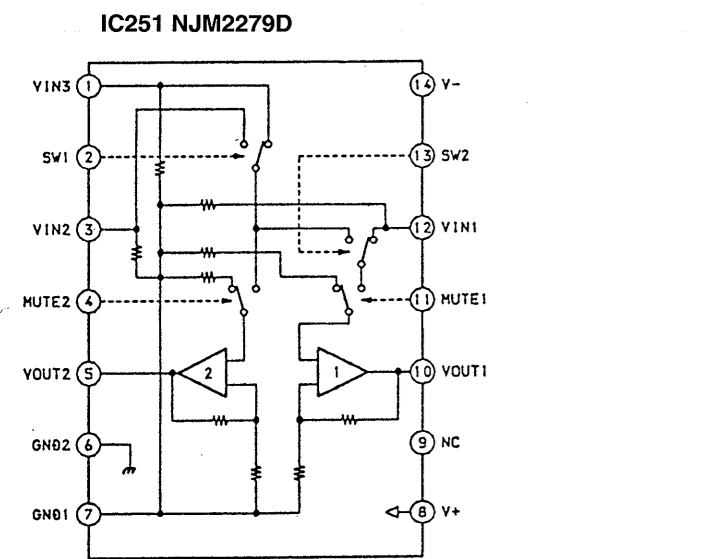 IC251 NJM2279D
VIN3 1
14 V-
SW1 2
13 SW2
VIN2 3
12 VIN1
MUTE2 4
11 MUTE1
VOUT2 5
2
1
10 VOUT1
GND2 6
9 NC
GND1 7
8 V+